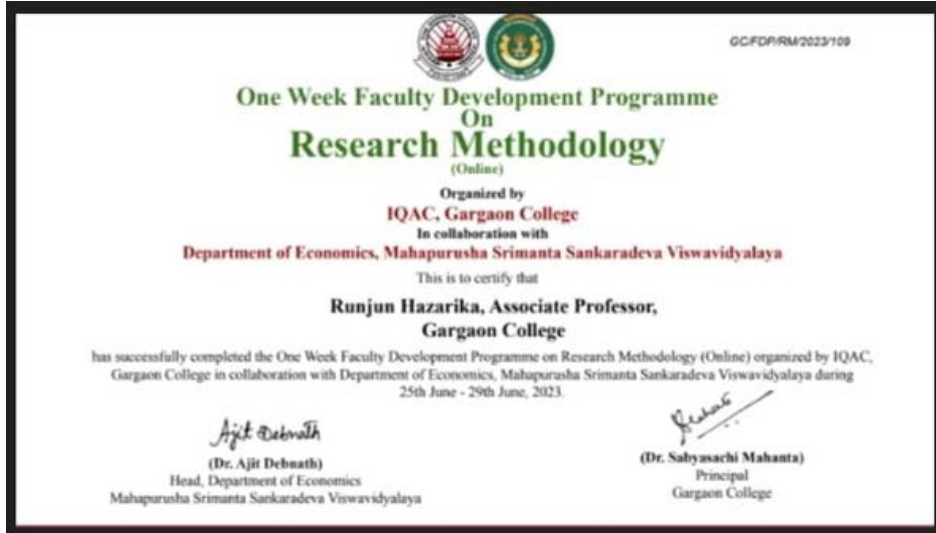 GC/FDP/RM/2023/109
One Week Faculty Development Programme
On
Research Methodology
(Online)
Organized by
IQAC, Gargaon College
In collaboration with
Department of Economics, Mahapurusha Srimanta Sankaradeva Viswavidyalaya
This is to certify that
Runjun Hazarika, Associate Professor,
Gargaon College
has successfully completed the One Week Faculty Development Programme on Research Methodology (Online) organized by IQAC,
Gargaon College in collaboration with Department of Economics, Mahapurusha Srimanta Sankaradeva Viswavidyalaya during
25th June - 29th June, 2023.
Ajit Debnath
(Dr. Ajit Debnath)
Head, Department of Economics
Mahapurusha Srimanta Sankaradeva Viswavidyalaya
(Dr. Sabyasachi Mahanta)
Principal
Gargaon College